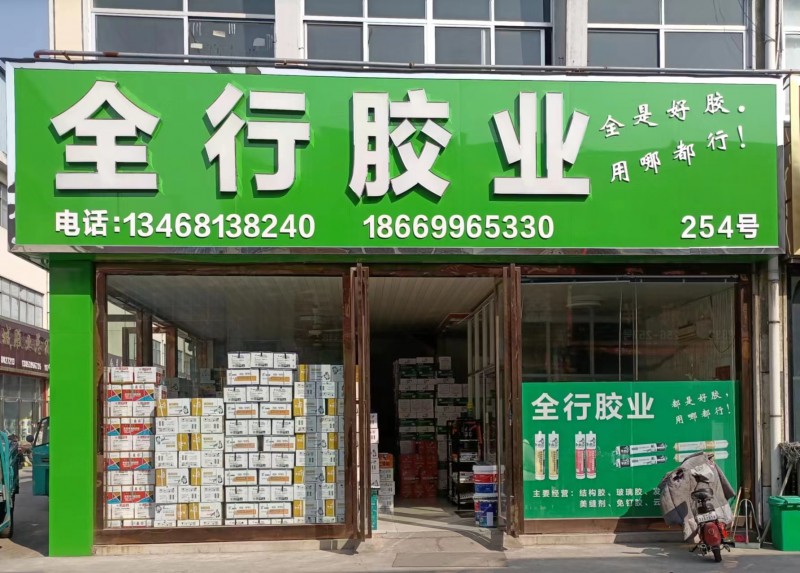 全行胶业
全是好胶.
用哪都行!
电话:13468138240 18669965330 254号
全行胶业
都是好胶,
用哪都行!
主要经营:结构胶、玻璃胶、发
美缝剂、免钉胶、云